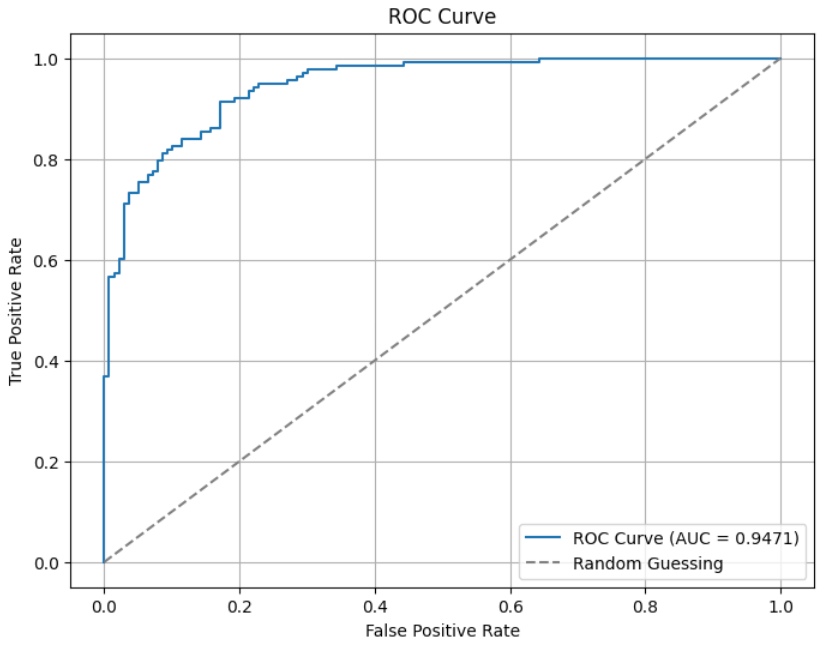 ROC Curve
1.0
0.8
0.6
0.4
0.2
0.0
True Positive Rate
0.0 0.2 0.4 0.6 0.8 1.0
False Positive Rate
ROC Curve (AUC = 0.9471)
Random Guessing